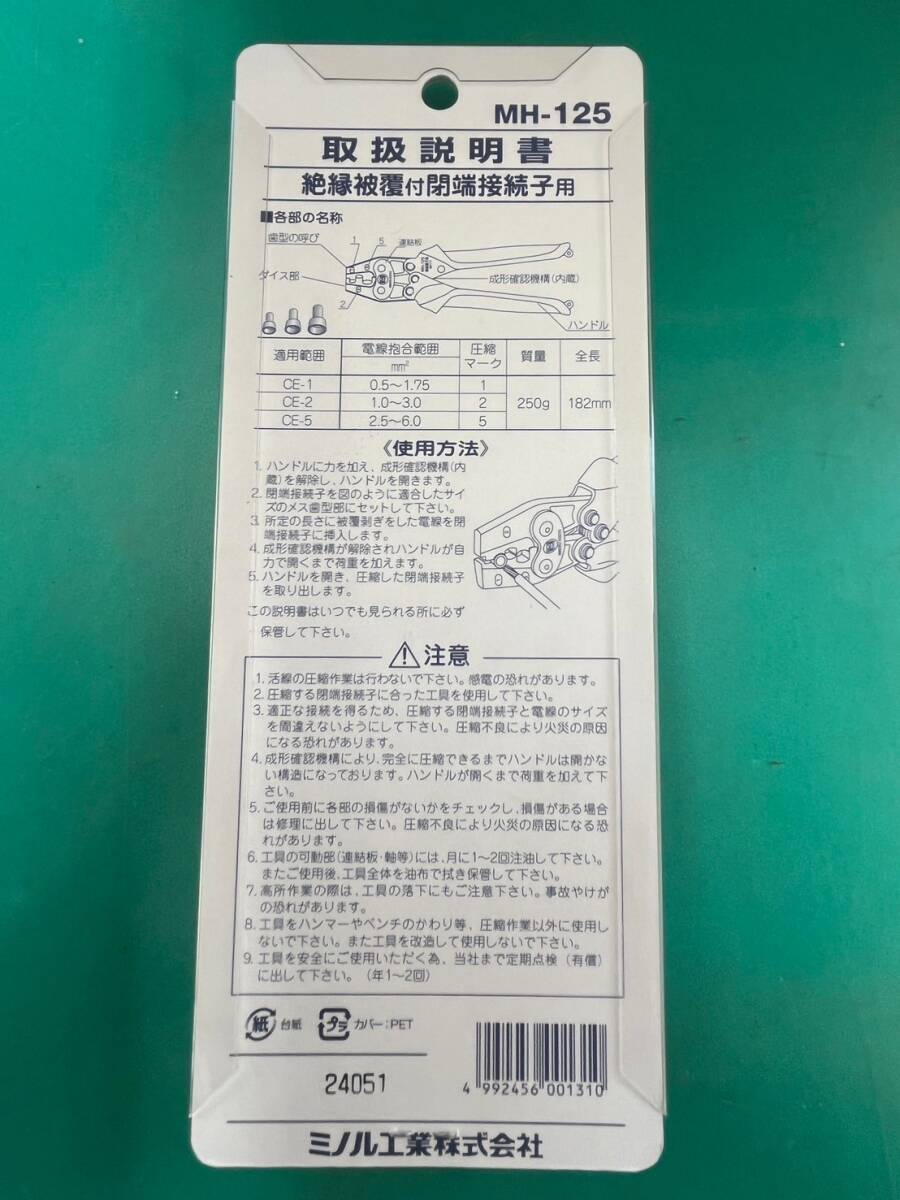 MH-125
取扱説明書
絶縁被覆付閉端接続子用
■各部の名称
歯型の呼び
1
5
連結板
ダイス部
成形確認機構(内蔵)
2
ハンドル
適用範囲 電線抱合範囲 mm² 圧縮マーク 質量 全長
CE-1 0.5～1.75 1
CE-2 1.0～3.0 2 250g 182mm
CE-5 2.5～6.0 5
《使用方法》
1. ハンドルに力を加え、成形確認機構(内
蔵)を解除し、ハンドルを開きます。
2. 閉端接続子を図のように適合したサイ
ズのメス歯型部にセットして下さい。
3. 所定の長さに被覆剥ぎをした電線を閉
端接続子に挿入します。
4. 成形確認機構が解除されハンドルが自
力で開くまで荷重を加えます。
5. ハンドルを開き、圧縮した閉端接続子
を取り出します。
この説明書はいつでも見られる所に必ず
保管して下さい。
⚠注意
1. 活線の圧縮作業は行わないで下さい。感電の恐れがあります。
2. 圧縮する閉端接続子に合った工具を使用して下さい。
3. 適正な接続を得るため、圧縮する閉端接続子と電線のサイズ
を間違えないようにして下さい。圧縮不良により火災の原因
になる恐れがあります。
4. 成形確認機構により、完全に圧縮できるまでハンドルは開かな
い構造になっております。ハンドルが開くまで荷重を加えて下
さい。
5. ご使用前に各部の損傷がないかをチェックし、損傷がある場合
は修理に出して下さい。圧縮不良により火災の原因になる恐
れがあります。
6. 工具の可動部(連結板・軸等)には、月に1～2回注油して下さい。
またご使用後、工具全体を油布で拭き保管して下さい。
7. 高所作業の際は、工具の落下にもご注意下さい。事故やけが
の恐れがあります。
8. 工具をハンマーやペンチのかわり等、圧縮作業以外に使用し
ないで下さい。また工具を改造して使用しないで下さい。
9. 工具を安全にご使用いただく為、当社まで定期点検(有償)
に出して下さい。(年1～2回)
紙 台紙 プラ カバー:PET
24051
4 992456 001310
ミノル工業株式会社